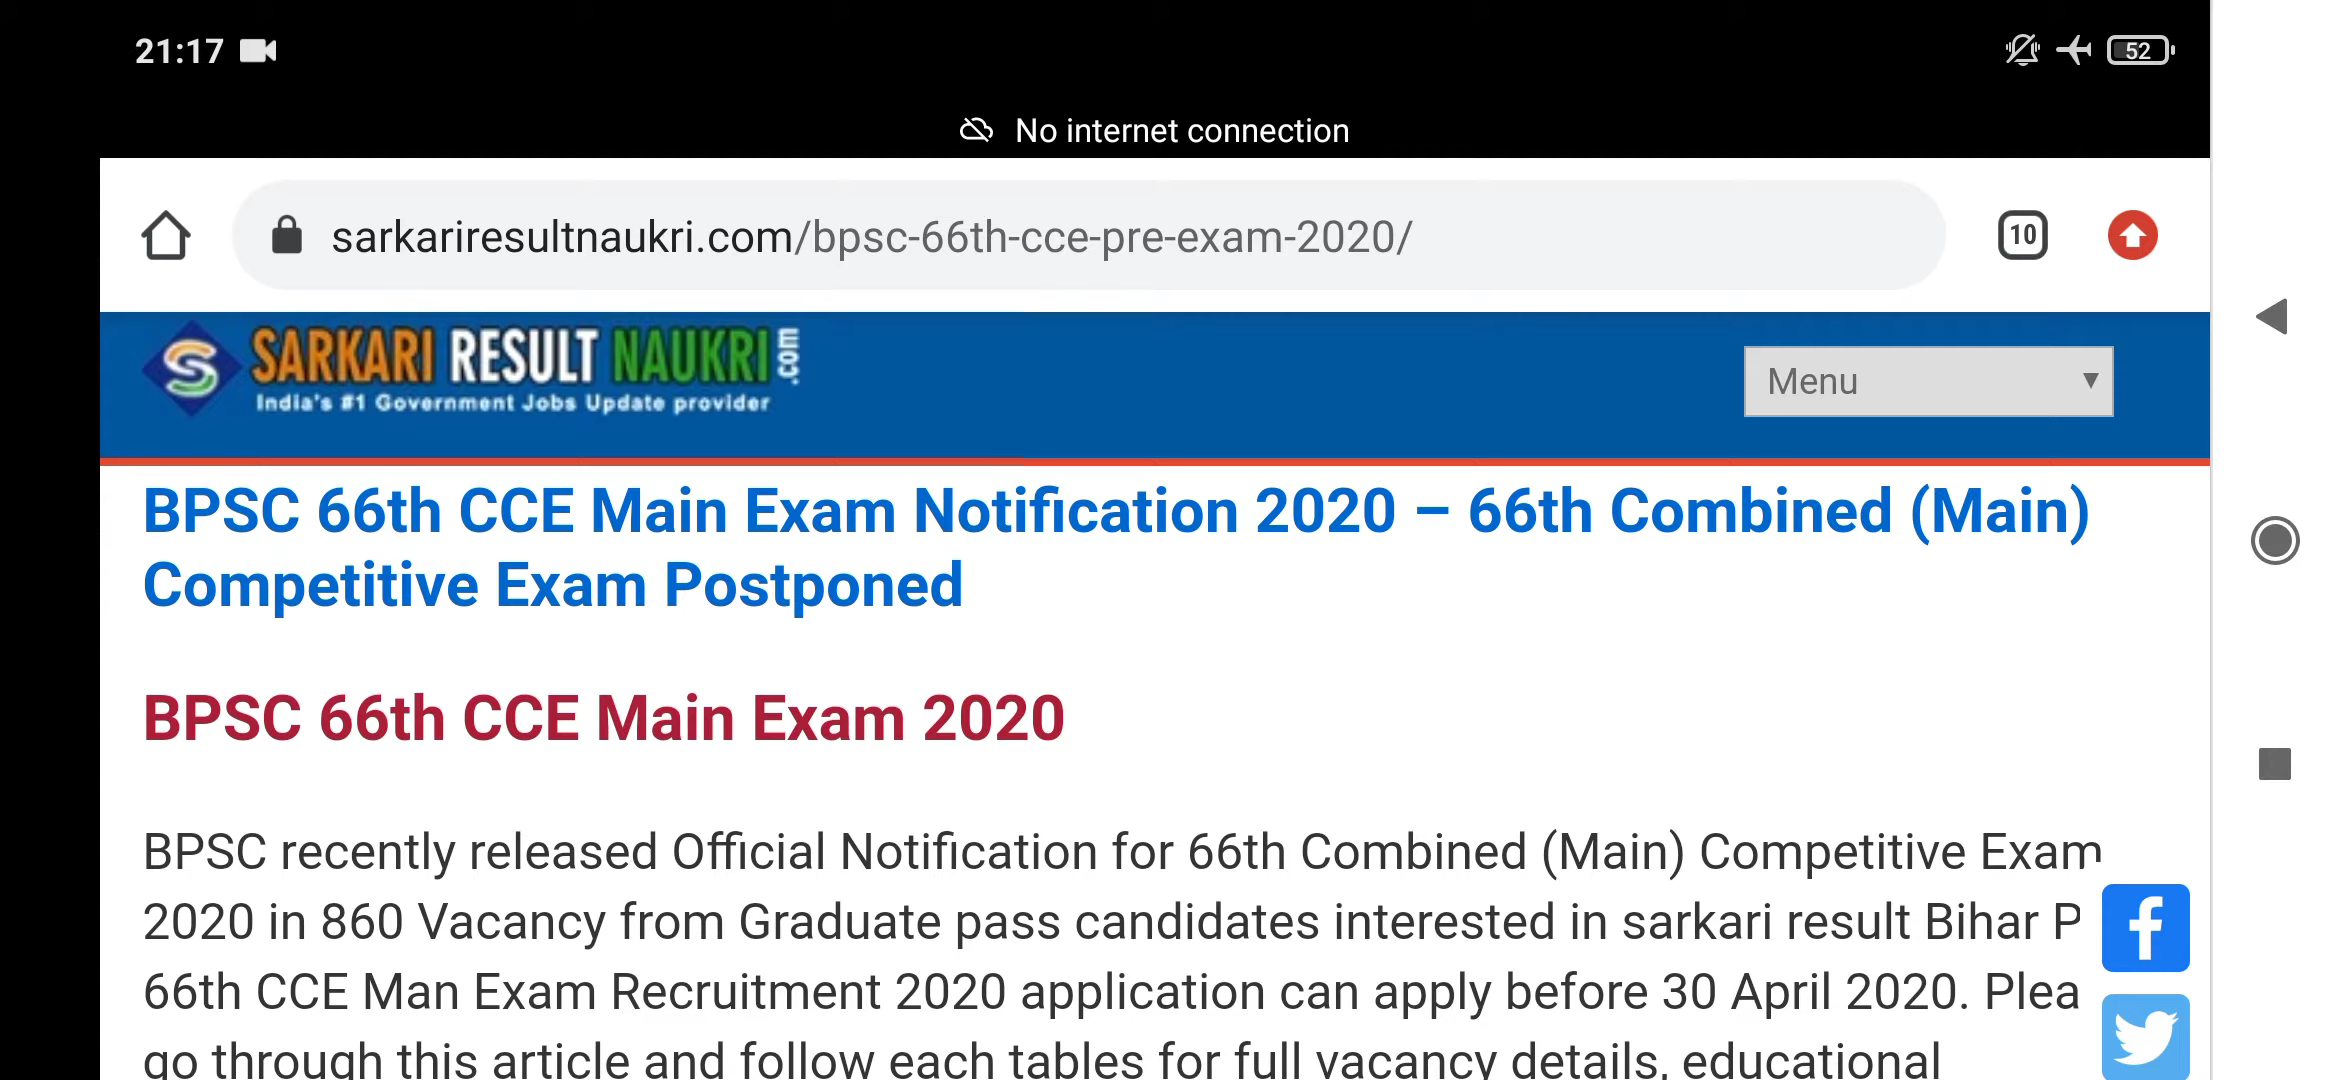 21:17
52
No internet connection
sarkariresultnaukri.com/bpsc-66th-cce-pre-exam-2020/
10
SARKARI RESULT NAUKRI.com
India's #1 Government Jobs Update provider
Menu
BPSC 66th CCE Main Exam Notification 2020 – 66th Combined (Main)
Competitive Exam Postponed
BPSC 66th CCE Main Exam 2020
BPSC recently released Official Notification for 66th Combined (Main) Competitive Exam
2020 in 860 Vacancy from Graduate pass candidates interested in sarkari result Bihar P
66th CCE Man Exam Recruitment 2020 application can apply before 30 April 2020. Plea
go through this article and follow each tables for full vacancy details, educational